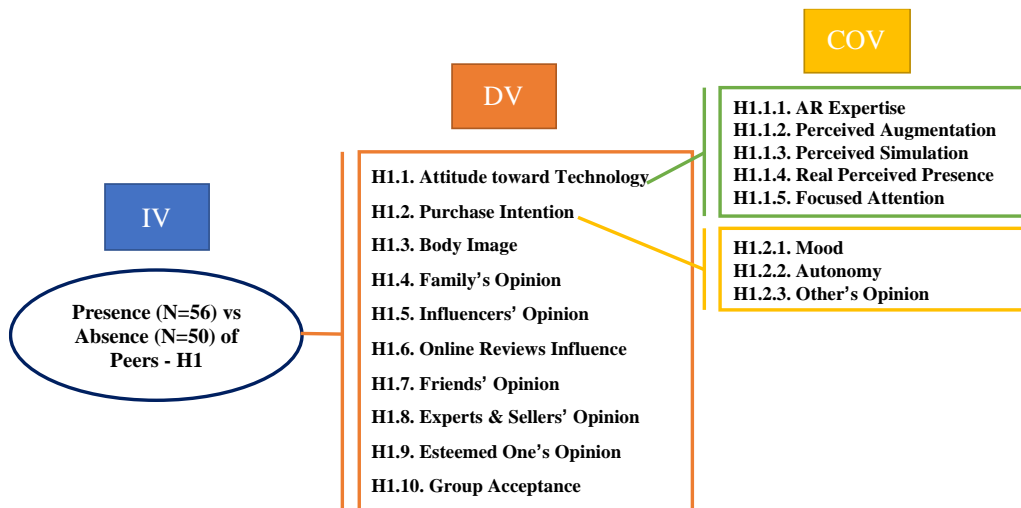 IV
Presence (N=56) vs
Absence (N=50) of
Peers - H1
DV
H1.1. Attitude toward Technology
H1.2. Purchase Intention
H1.3. Body Image
H1.4. Family’s Opinion
H1.5. Influencers’ Opinion
H1.6. Online Reviews Influence
H1.7. Friends’ Opinion
H1.8. Experts & Sellers’ Opinion
H1.9. Esteemed One’s Opinion
H1.10. Group Acceptance
COV
H1.1.1. AR Expertise
H1.1.2. Perceived Augmentation
H1.1.3. Perceived Simulation
H1.1.4. Real Perceived Presence
H1.1.5. Focused Attention
H1.2.1. Mood
H1.2.2. Autonomy
H1.2.3. Other’s Opinion